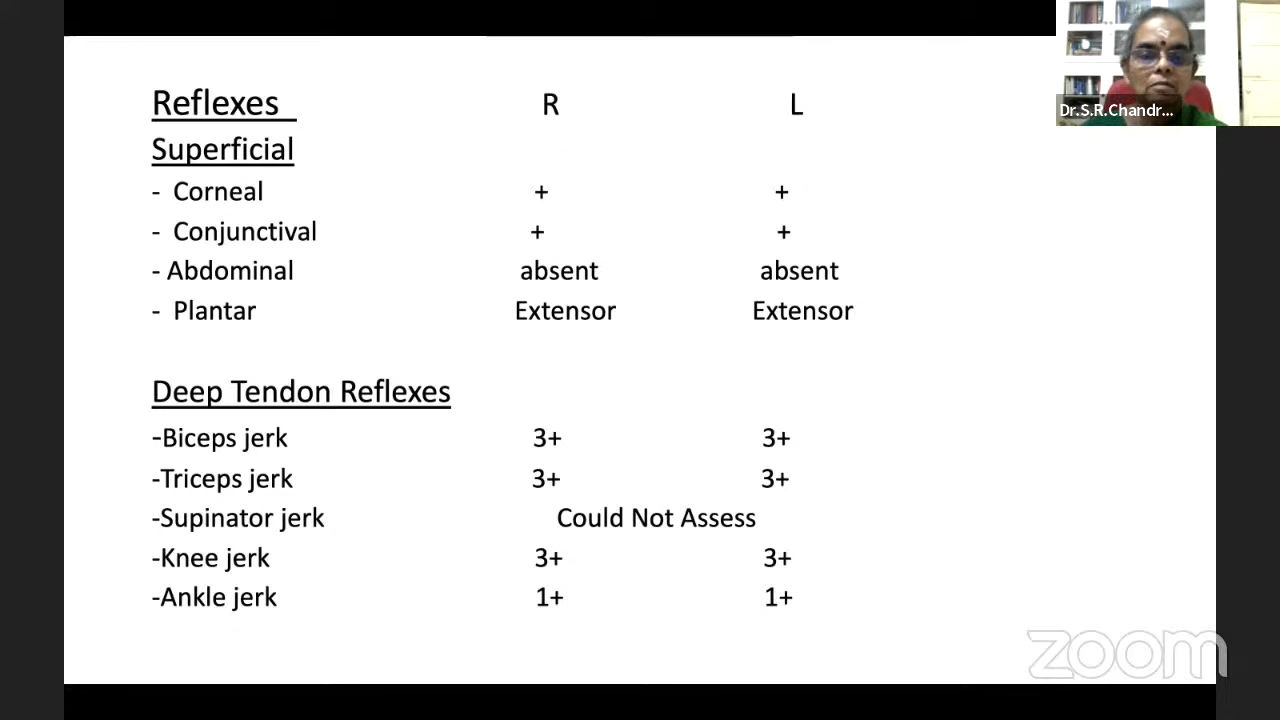 Reflexes R L
Superficial
- Corneal + +
- Conjunctival + +
- Abdominal absent absent
- Plantar Extensor Extensor
Deep Tendon Reflexes
-Biceps jerk 3+ 3+
-Triceps jerk 3+ 3+
-Supinator jerk Could Not Assess
-Knee jerk 3+ 3+
-Ankle jerk 1+ 1+
Dr.S.R.Chandr...
zoom